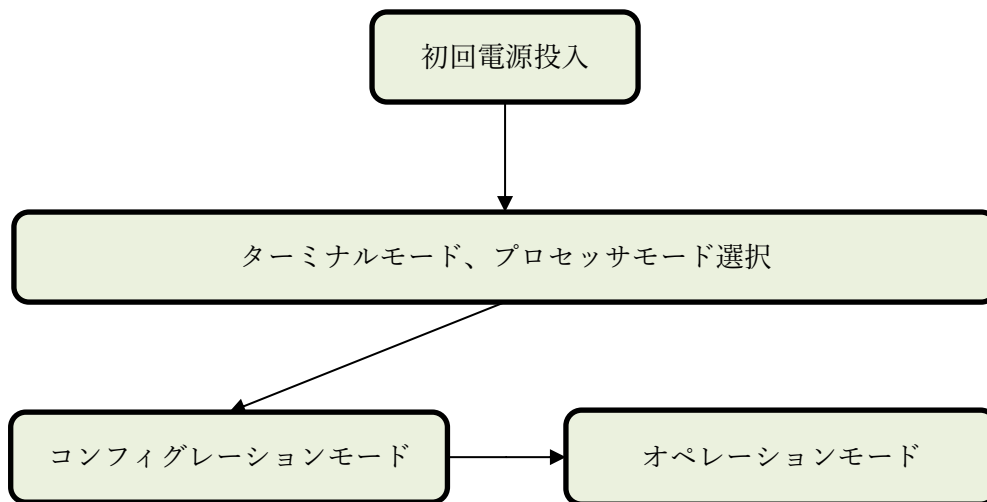 初回電源投入
ターミナルモード、プロセッサモード選択
コンフィグレーションモード
オペレーションモード